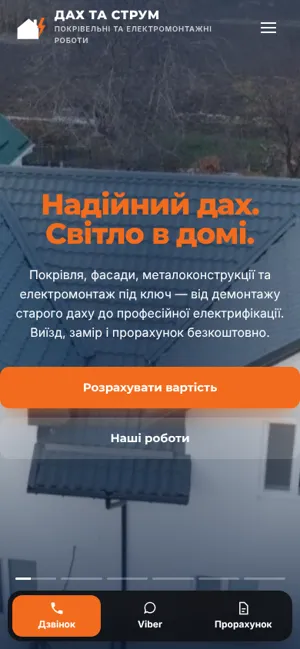 ДАХ ТА СТРУМ
ПОКРІВЕЛЬНІ ТА ЕЛЕКТРОМОНТАЖНІ
РОБОТИ
Надійний дах.
Світло в домі.
Покрівля, фасади, металоконструкції та
електромонтаж під ключ — від демонтажу
старого даху до професійної електрифікації.
Виїзд, замір і прорахунок безкоштовно.
Розрахувати вартість
Наші роботи
Дзвінок
Viber
Прорахунок